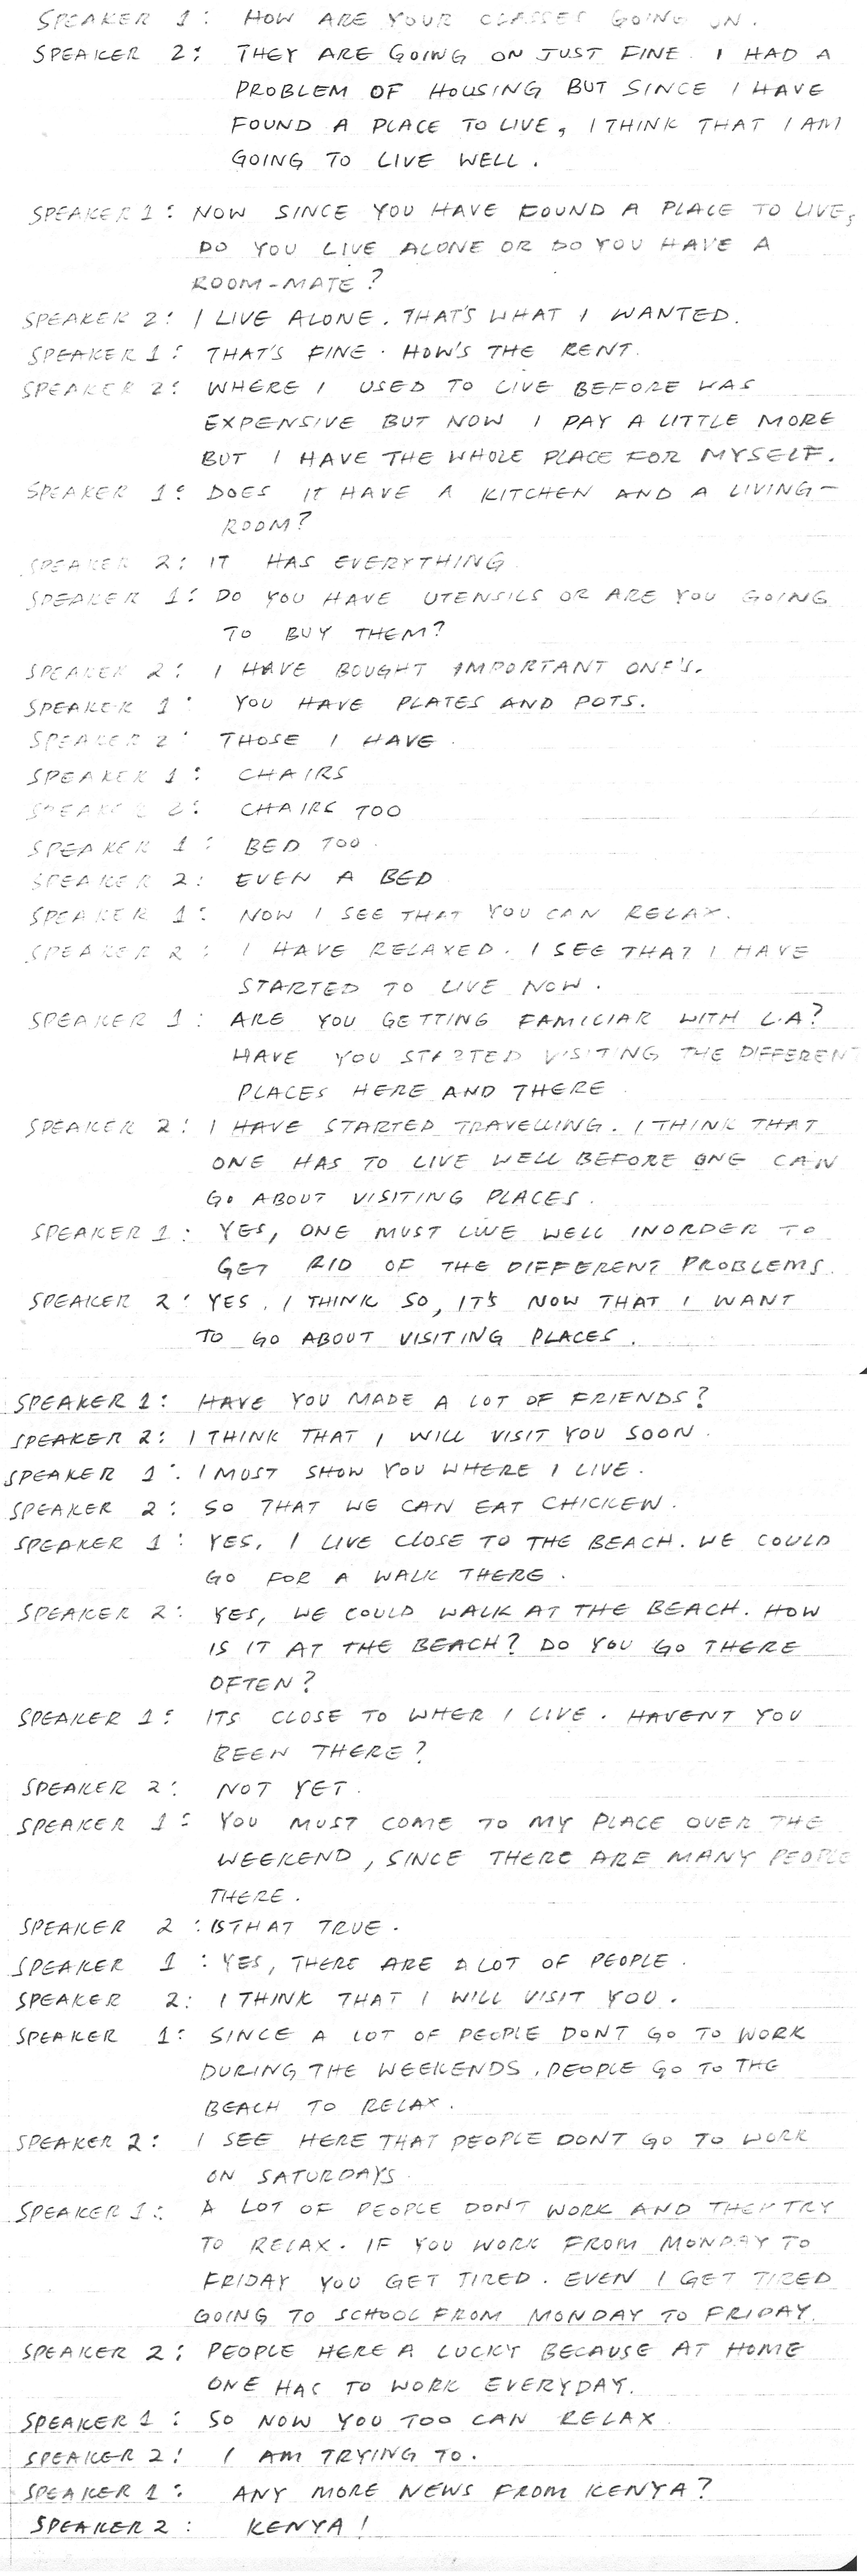 SPEAKER 1: HOW ARE YOUR CLASSES GOING ON.
SPEAKER 2: THEY ARE GOING ON JUST FINE. I HAD A
PROBLEM OF HOUSING BUT SINCE I HAVE
FOUND A PLACE TO LIVE, I THINK THAT I AM
GOING TO LIVE WELL.
SPEAKER 1: NOW SINCE YOU HAVE FOUND A PLACE TO LIVE,
DO YOU LIVE ALONE OR DO YOU HAVE A
ROOM-MATE?
SPEAKER 2: I LIVE ALONE. THAT'S WHAT I WANTED.
SPEAKER 1: THAT'S FINE. HOW'S THE RENT.
SPEAKER 2: WHERE I USED TO LIVE BEFORE WAS
EXPENSIVE BUT NOW I PAY A LITTLE MORE
BUT I HAVE THE WHOLE PLACE FOR MYSELF.
SPEAKER 1: DOES IT HAVE A KITCHEN AND A LIVING-
ROOM?
SPEAKER 2: IT HAS EVERYTHING
SPEAKER 1: DO YOU HAVE UTENSILS OR ARE YOU GOING
TO BUY THEM?
SPEAKER 2: I HAVE BOUGHT IMPORTANT ONE'S.
SPEAKER 1: YOU HAVE PLATES AND POTS.
SPEAKER 2: THOSE I HAVE.
SPEAKER 1: CHAIRS
SPEAKER 2: CHAIRS TOO
SPEAKER 1: BED TOO.
SPEAKER 2: EVEN A BED
SPEAKER 1: NOW I SEE THAT YOU CAN RELAX.
SPEAKER 2: I HAVE RELAXED. I SEE THAT I HAVE
STARTED TO LIVE NOW.
SPEAKER 1: ARE YOU GETTING FAMILIAR WITH L.A?
HAVE YOU STARTED VISITING THE DIFFERENT
PLACES HERE AND THERE.
SPEAKER 2: I HAVE STARTED TRAVELLING. I THINK THAT
ONE HAS TO LIVE WELL BEFORE ONE CAN
GO ABOUT VISITING PLACES.
SPEAKER 1: YES, ONE MUST LIVE WELL INORDER TO
GET RID OF THE DIFFERENT PROBLEMS.
SPEAKER 2: YES. I THINK SO, IT'S NOW THAT I WANT
TO GO ABOUT VISITING PLACES.
SPEAKER 1: HAVE YOU MADE A LOT OF FRIENDS?
SPEAKER 2: I THINK THAT I WILL VISIT YOU SOON.
SPEAKER 1: I MUST SHOW YOU WHERE I LIVE.
SPEAKER 2: SO THAT WE CAN EAT CHICKEN.
SPEAKER 1: YES, I LIVE CLOSE TO THE BEACH. WE COULD
GO FOR A WALK THERE.
SPEAKER 2: YES, WE COULD WALK AT THE BEACH. HOW
IS IT AT THE BEACH? DO YOU GO THERE
OFTEN?
SPEAKER 1: ITS CLOSE TO WHER I LIVE. HAVENT YOU
BEEN THERE?
SPEAKER 2: NOT YET.
SPEAKER 1: YOU MUST COME TO MY PLACE OVER THE
WEEKEND, SINCE THERE ARE MANY PEOPLE
THERE.
SPEAKER 2: IS THAT TRUE.
SPEAKER 1: YES, THERE ARE A LOT OF PEOPLE.
SPEAKER 2: I THINK THAT I WILL VISIT YOU.
SPEAKER 1: SINCE A LOT OF PEOPLE DONT GO TO WORK
DURING THE WEEKENDS, PEOPLE GO TO THE
BEACH TO RELAX.
SPEAKER 2: I SEE HERE THAT PEOPLE DONT GO TO WORK
ON SATURDAYS.
SPEAKER 1: A LOT OF PEOPLE DON'T WORK AND THEY TRY
TO RELAX. IF YOU WORK FROM MONDAY TO
FRIDAY YOU GET TIRED. EVEN I GET TIRED
GOING TO SCHOOL FROM MONDAY TO FRIDAY.
SPEAKER 2: PEOPLE HERE A LUCKY BECAUSE AT HOME
ONE HAS TO WORK EVERYDAY.
SPEAKER 1: SO NOW YOU TOO CAN RELAX
SPEAKER 2: I AM TRYING TO.
SPEAKER 1: ANY MORE NEWS FROM KENYA?
SPEAKER 2: KENYA!